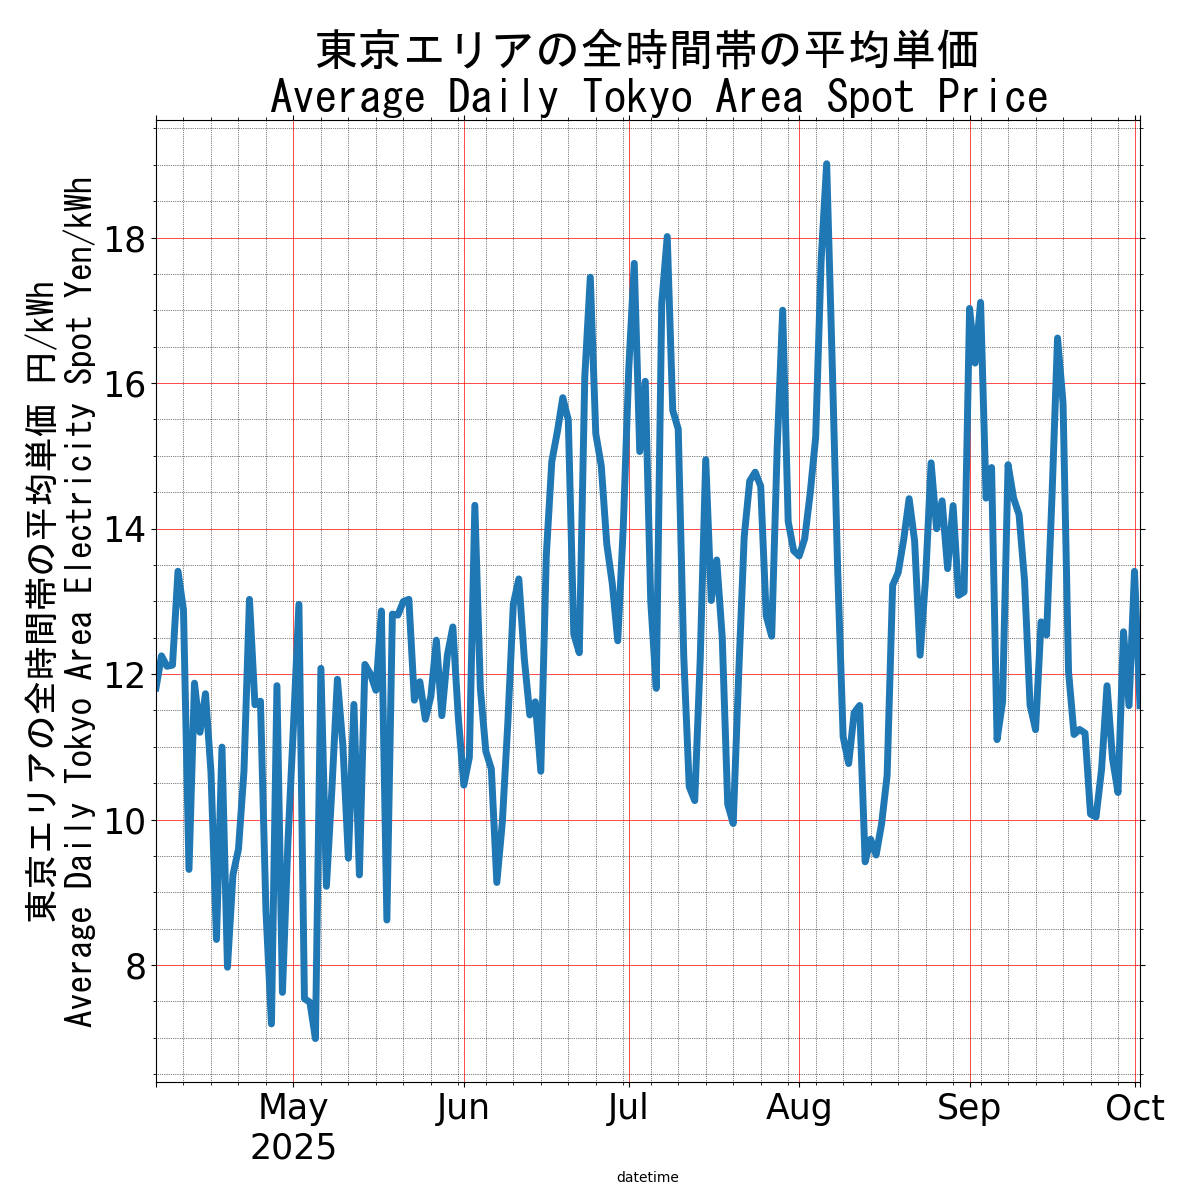 東京エリアの全時間帯の平均単価
Average Daily Tokyo Area Spot Price
東京エリアの全時間帯の平均単価 円/kWh
Average Daily Tokyo Area Electricity Spot Yen/kWh
18
16
14
12
10
8
May
2025
Jun
Jul
Aug
Sep
Oct
datetime